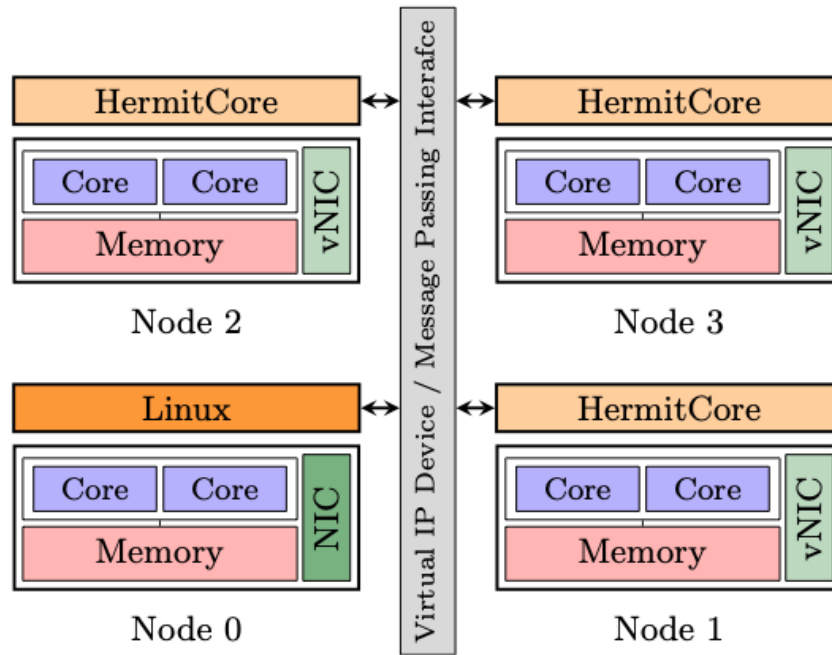 HermitCore
Core Core
vNIC
Memory
Node 2
Virtual IP Device / Message Passing Interafce
HermitCore
Core Core
vNIC
Memory
Node 3
Linux
Core Core
NIC
Memory
Node 0
HermitCore
Core Core
vNIC
Memory
Node 1